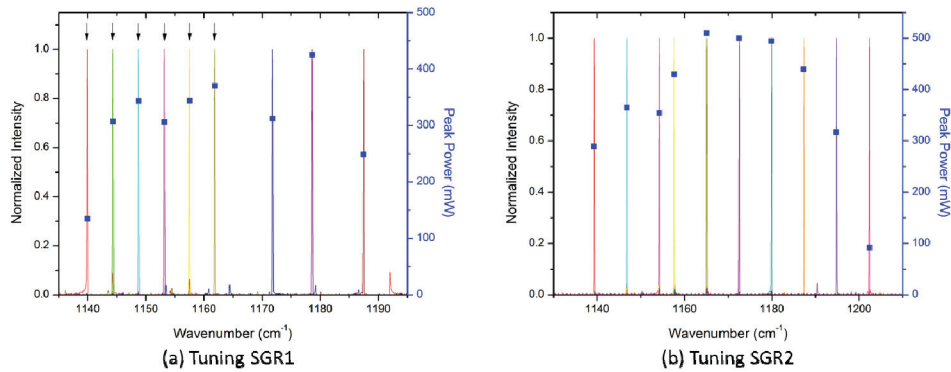 500
400
300
200
100
0
Peak Power (mW)
1.0
0.8
0.6
0.4
0.2
0.0
Normalized Intensity
1140 1150 1160 1170 1180 1190
Wavenumber (cm⁻¹)
(a) Tuning SGR1
500
400
300
200
100
0
Peak Power (mW)
1.0
0.8
0.6
0.4
0.2
0.0
Normalized Intensity
1140 1160 1180 1200
Wavenumber (cm⁻¹)
(b) Tuning SGR2